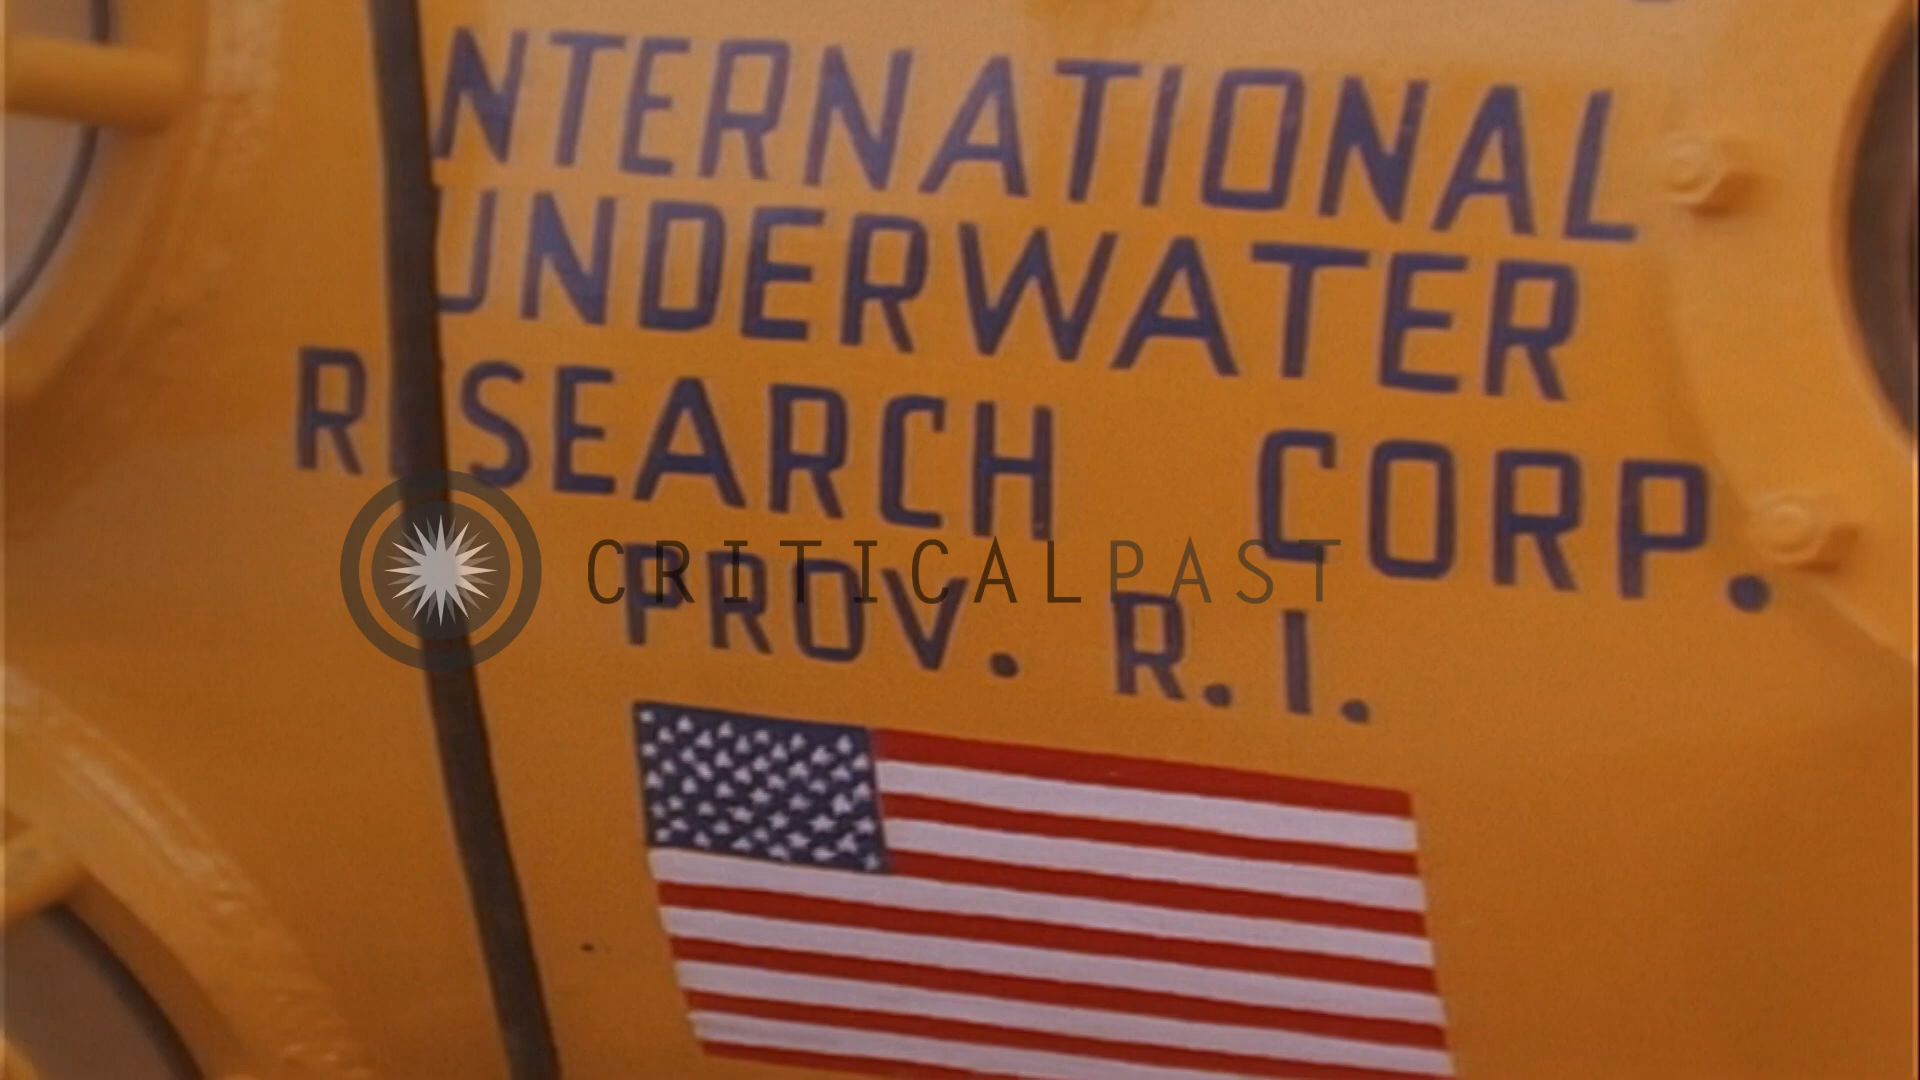 NTERNATIONAL
UNDERWATER
R SEARCH CORP.
PROV. R.I.
CRITICALPAST